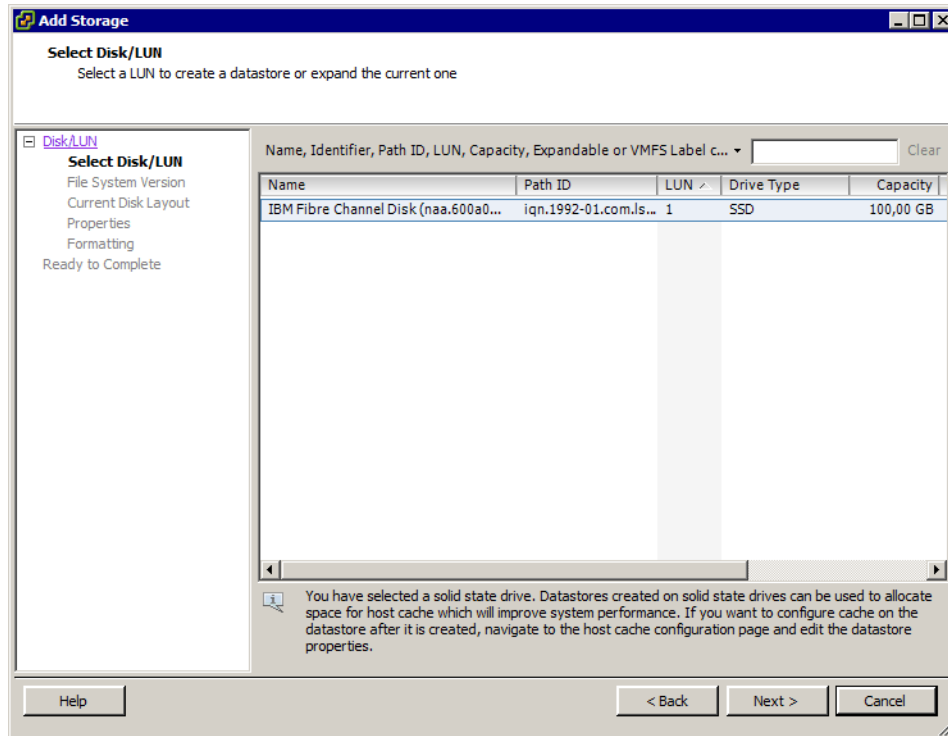 Add Storage
Select Disk/LUN
Select a LUN to create a datastore or expand the current one
Disk/LUN
Select Disk/LUN
File System Version
Current Disk Layout
Properties
Formatting
Ready to Complete
Name, Identifier, Path ID, LUN, Capacity, Expandable or VMFS Label c... Clear
Name Path ID LUN Drive Type Capacity
IBM Fibre Channel Disk (naa.600a0... iqn.1992-01.com.ls... 1 SSD 100,00 GB
You have selected a solid state drive. Datastores created on solid state drives can be used to allocate
space for host cache which will improve system performance. If you want to configure cache on the
datastore after it is created, navigate to the host cache configuration page and edit the datastore
properties.
Help < Back Next > Cancel